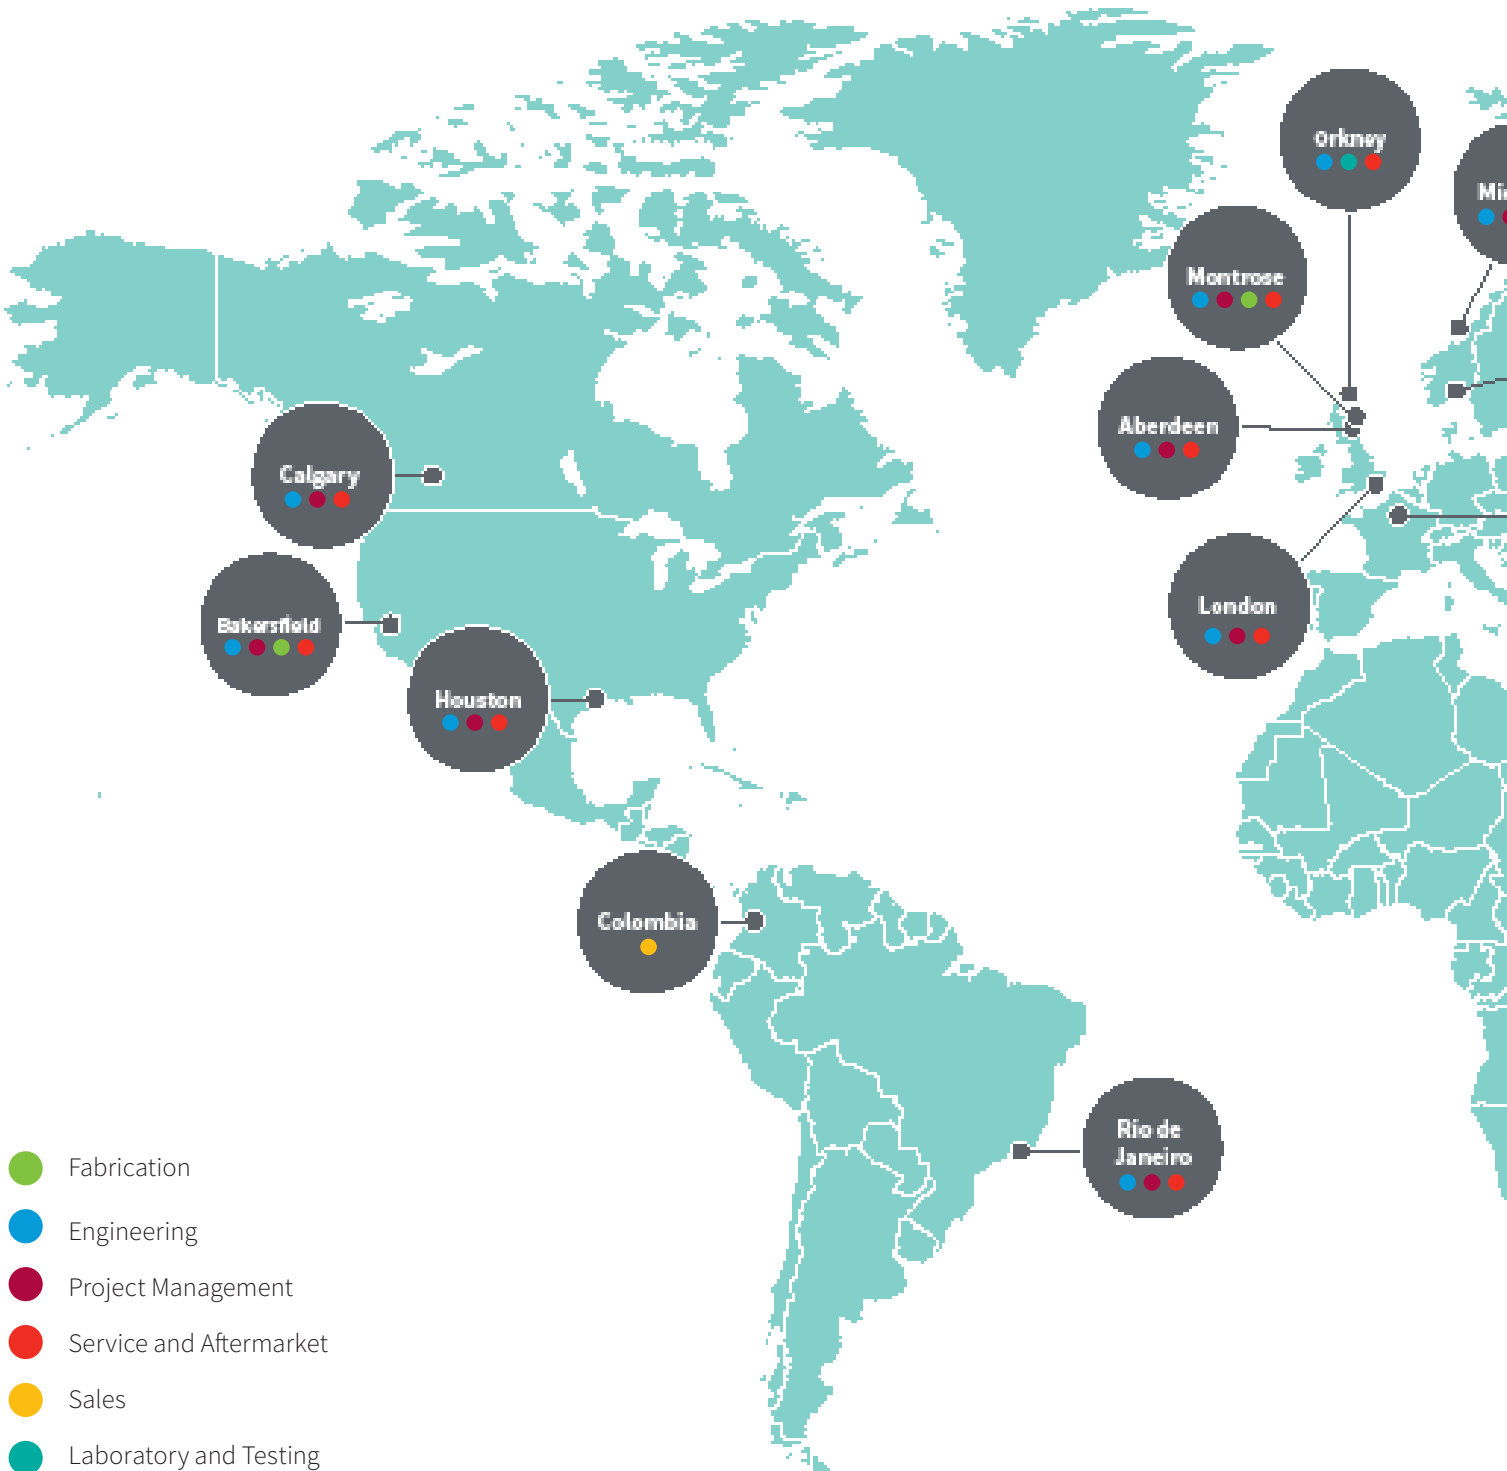 Orkney
Montrose
Aberdeen
Calgary
London
Bakersfield
Houston
Colombia
Rio de
Janeiro
Fabrication
Engineering
Project Management
Service and Aftermarket
Sales
Laboratory and Testing